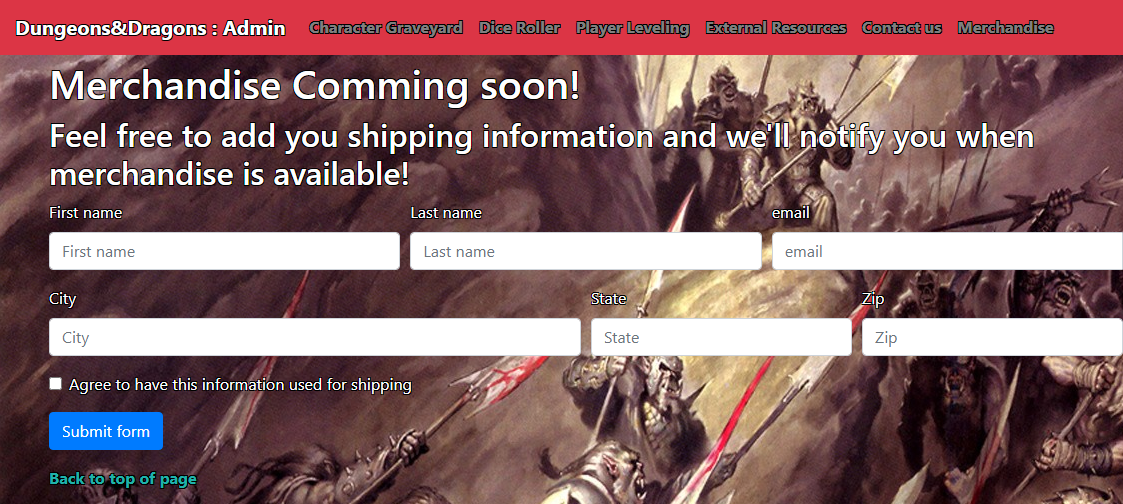 Dungeons&Dragons : Admin Character Graveyard Dice Roller Player Leveling External Resources Contact us Merchandise
Merchandise Comming soon!
Feel free to add you shipping information and we'll notify you when
merchandise is available!
First name Last name email
First name Last name email
City State Zip
City State Zip
Agree to have this information used for shipping
Submit form
Back to top of page